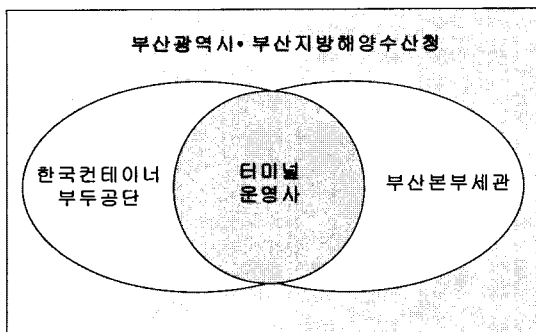 부산광역시• 부산지방해양수산청
한국컨테이너
부두공단
터미널
운영사
부산본부세관